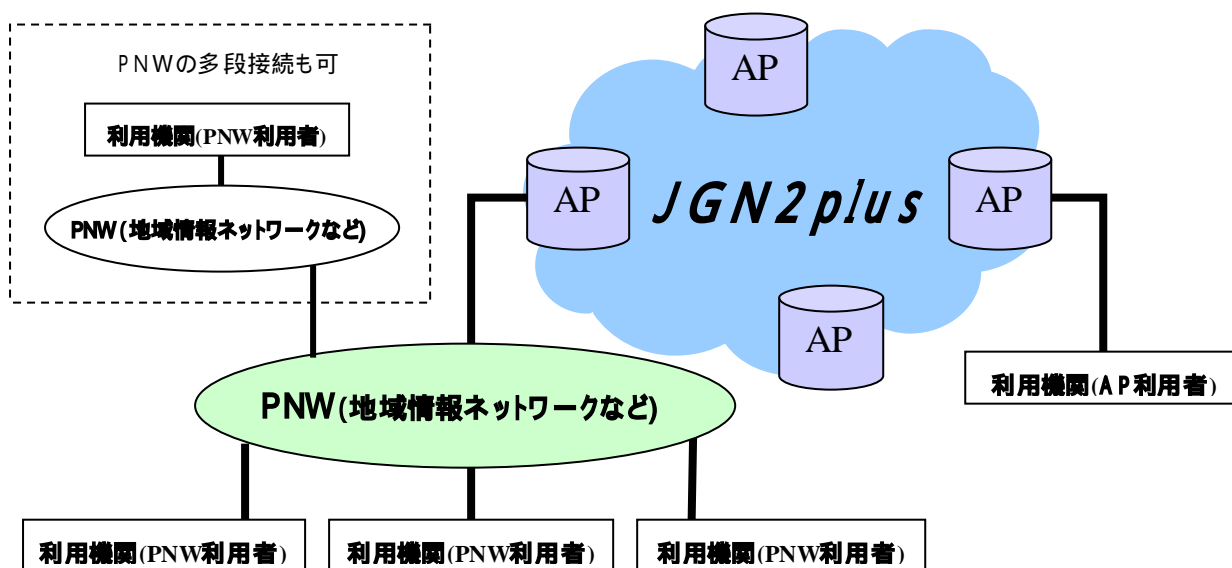 PNWの多段接続も可
利用機関(PNW利用者)
PNW(地域情報ネットワークなど)
AP
AP
JGN2plus
AP
AP
利用機関(AP利用者)
PNW(地域情報ネットワークなど)
利用機関(PNW利用者)
利用機関(PNW利用者)
利用機関(PNW利用者)